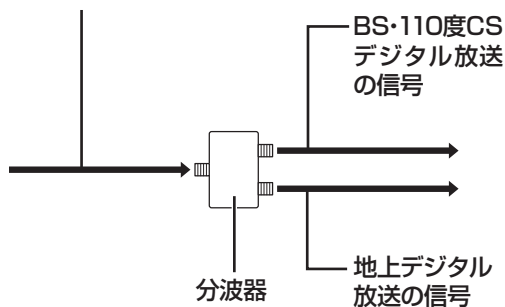 BS・110度CS
デジタル放送
の信号
分波器
地上デジタル
放送の信号